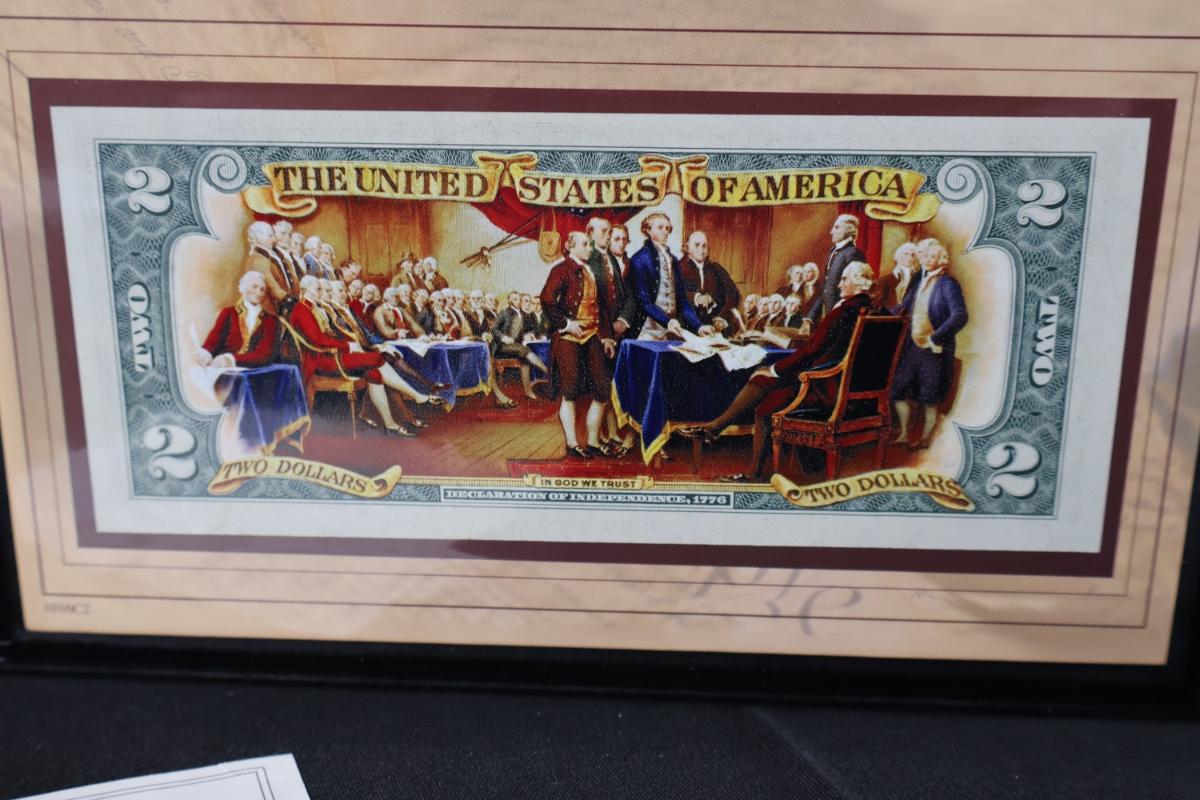 THE UNITED STATES OF AMERICA
2
2
TWO
TWO
2
2
TWO DOLLARS
IN GOD WE TRUST
TWO DOLLARS
DECLARATION OF INDEPENDENCE, 1776